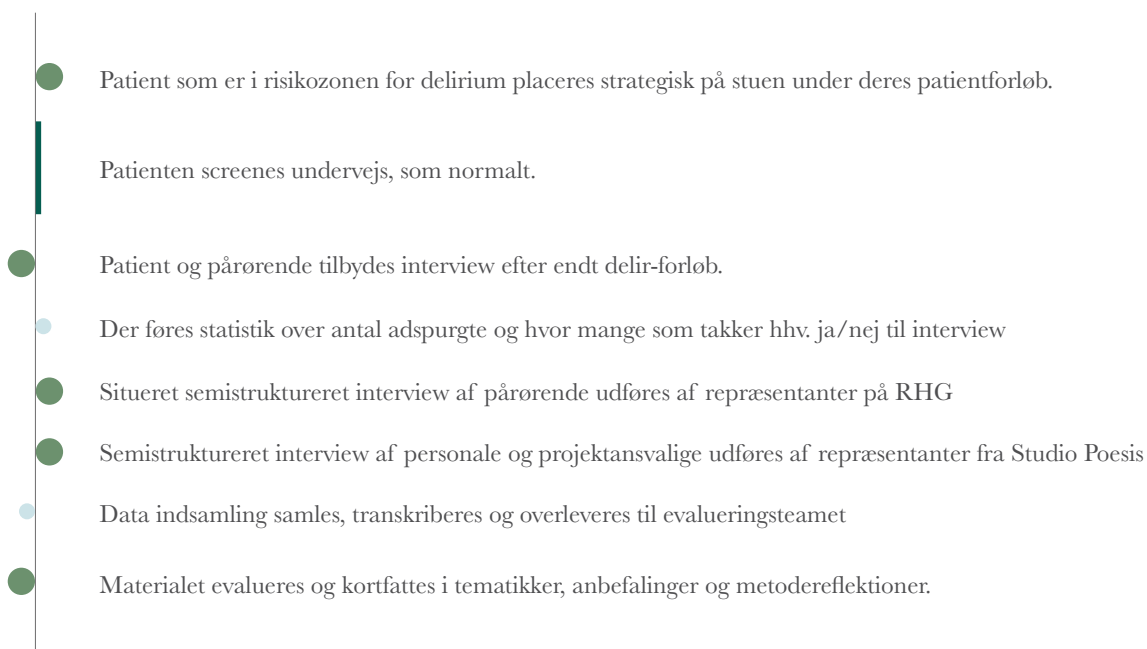 Patient som er i risikozonen for delirium placeres strategisk på stuen under deres patientforløb.
Patienten screenes undervejs, som normalt.
Patient og pårørende tilbydes interview efter endt delir-forløb.
Der føres statistik over antal adspurgte og hvor mange som takker hhv. ja/nej til interview
Situeret semistruktureret interview af pårørende udføres af repræsentanter på RHG
Semistruktureret interview af personale og projektansvalige udføres af repræsentanter fra Studio Poesis
Data indsamling samles, transkriberes og overleveres til evalueringsteamet
Materialet evalueres og kortfattes i tematikker, anbefalinger og metodereflektioner.